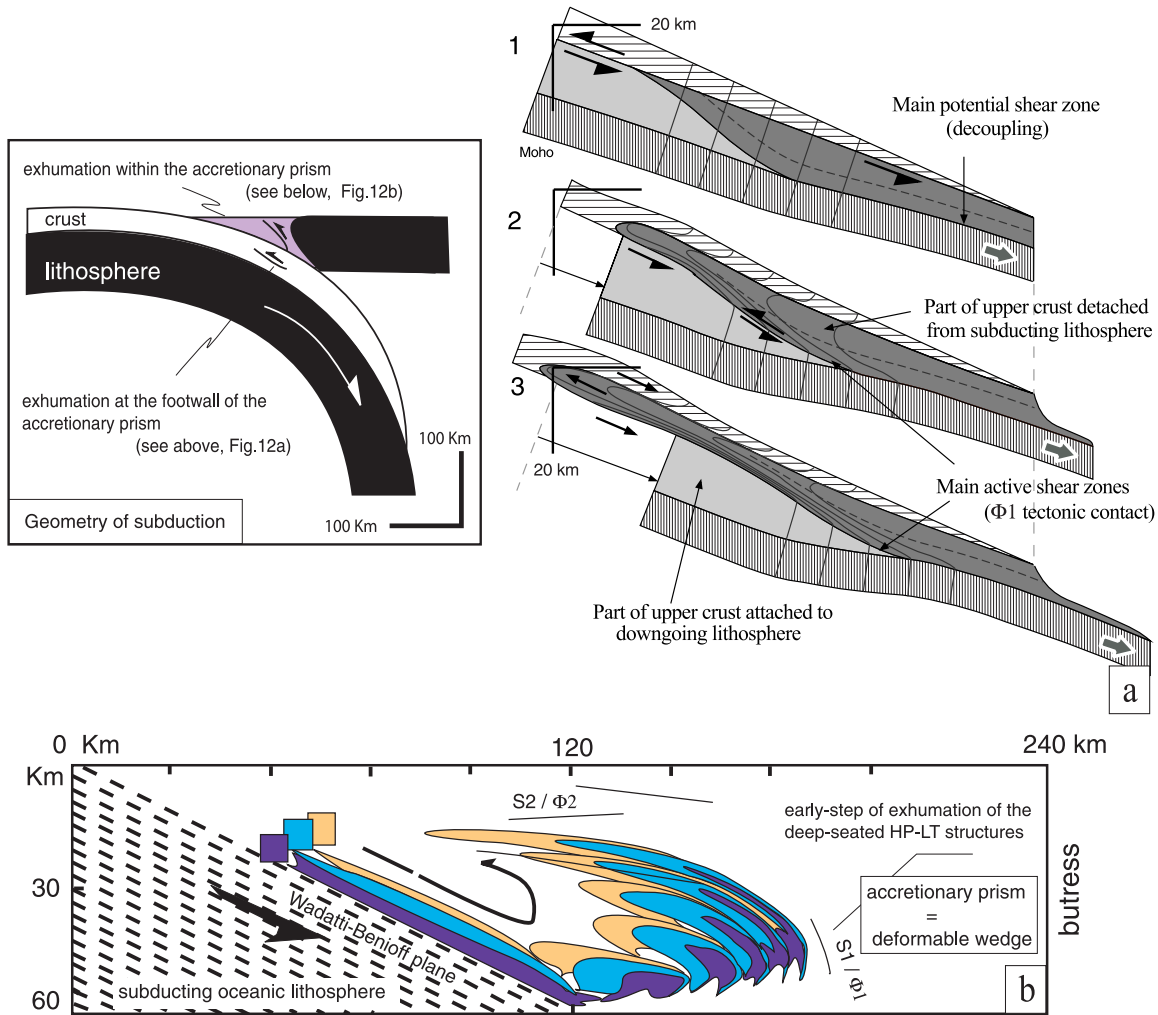 exhumation within the accretionary prism
(see below, Fig.12b)
crust
lithosphere
exhumation at the footwall of the
accretionary prism
(see above, Fig.12a)
100 Km
100 Km
Geometry of subduction
1
20 km
Main potential shear zone
(decoupling)
Moho
2
Part of upper crust detached
from subducting lithosphere
3
20 km
Main active shear zones
(Φ1 tectonic contact)
Part of upper crust attached to
downgoing lithosphere
a
0 Km
120
240 km
Km
S2 / Φ2
early-step of exhumation of the
deep-seated HP-LT structures
30
Wadatti-Benioff plane
accretionary prism
=
deformable wedge
butress
S1 / Φ1
subducting oceanic lithosphere
60
b